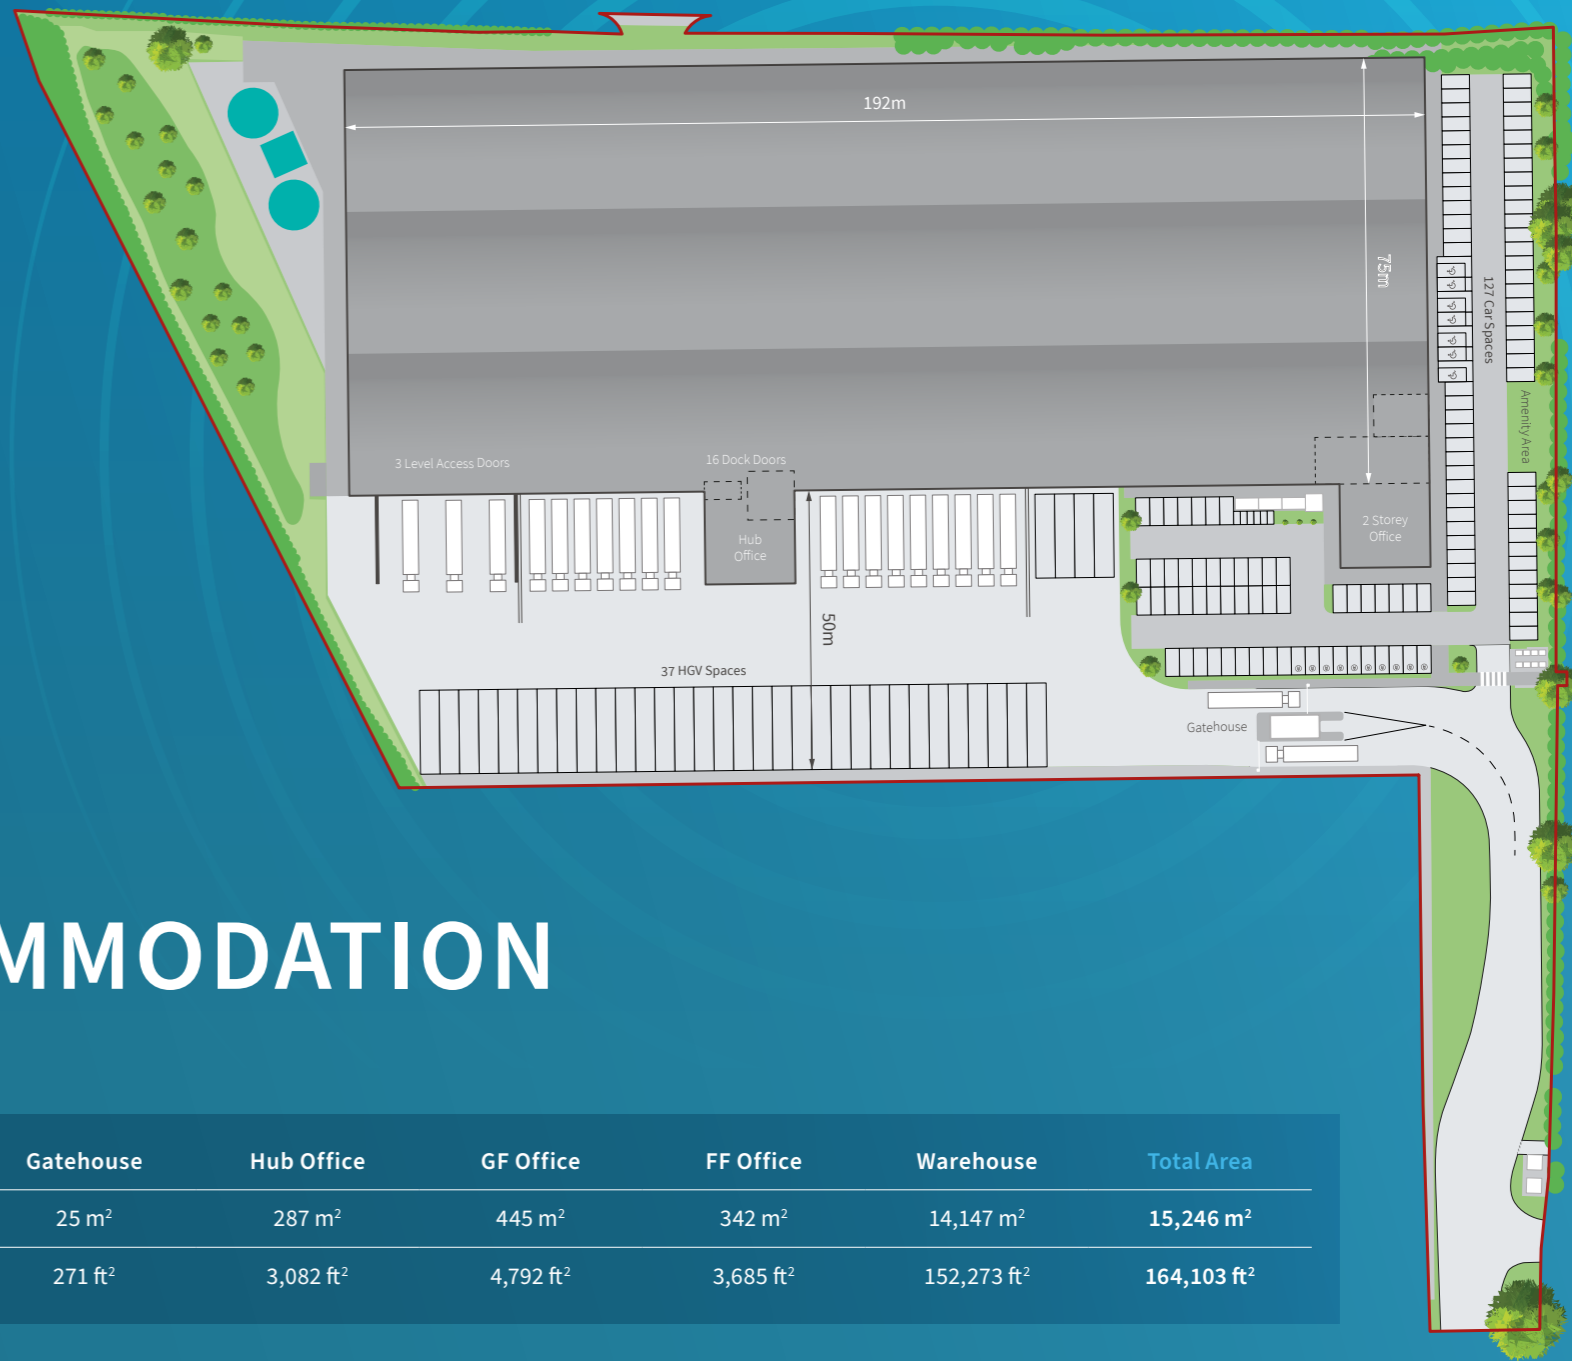 192m
75m
127 Car Spaces
Amenity Area
3 Level Access Doors
16 Dock Doors
Hub
Office
2 Storey
Office
50m
37 HGV Spaces
Gatehouse
MMODATION
Gatehouse Hub Office GF Office FF Office Warehouse Total Area
25 m² 287 m² 445 m² 342 m² 14,147 m² 15,246 m²
271 ft² 3,082 ft² 4,792 ft² 3,685 ft² 152,273 ft² 164,103 ft²